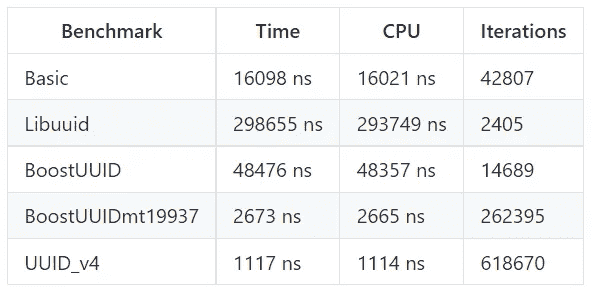 Benchmark Time CPU Iterations
Basic 16098 ns 16021 ns 42807
Libuuid 298655 ns 293749 ns 2405
BoostUUID 48476 ns 48357 ns 14689
BoostUUIDmt19937 2673 ns 2665 ns 262395
UUID_v4 1117 ns 1114 ns 618670